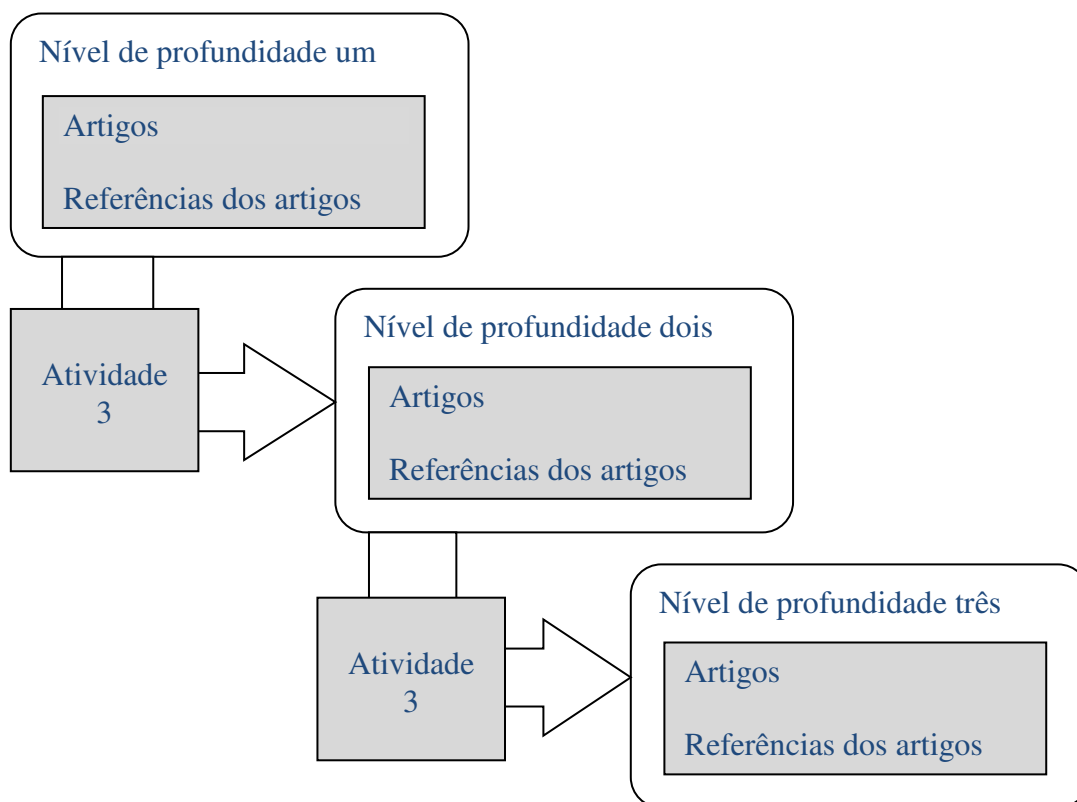 Nível de profundidade um
Artigos
Referências dos artigos
Atividade
3
Nível de profundidade dois
Artigos
Referências dos artigos
Atividade
3
Nível de profundidade três
Artigos
Referências dos artigos